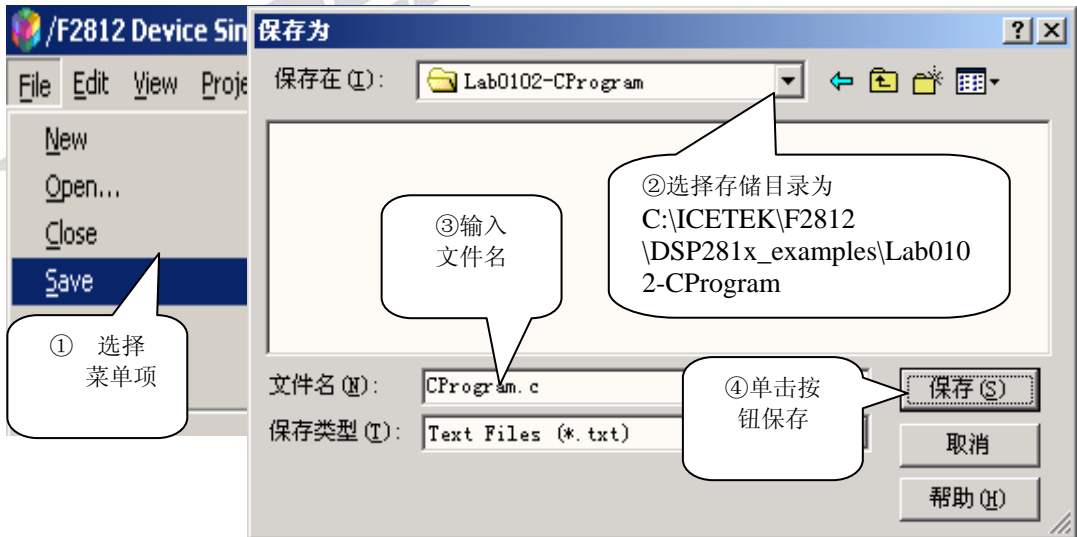 /F2812 Device Sin
File Edit View Proje
New
Open...
Close
Save
① 选择
菜单项
保存为
保存在(I):
Lab0102-CProgram
②选择存储目录为
C:\ICETEK\F2812
\DSP281x_examples\Lab010
2-CProgram
③输入
文件名
文件名(N):
CProgram.c
保存类型(T):
Text Files (*.txt)
④单击按
钮保存
保存(S)
取消
帮助(H)